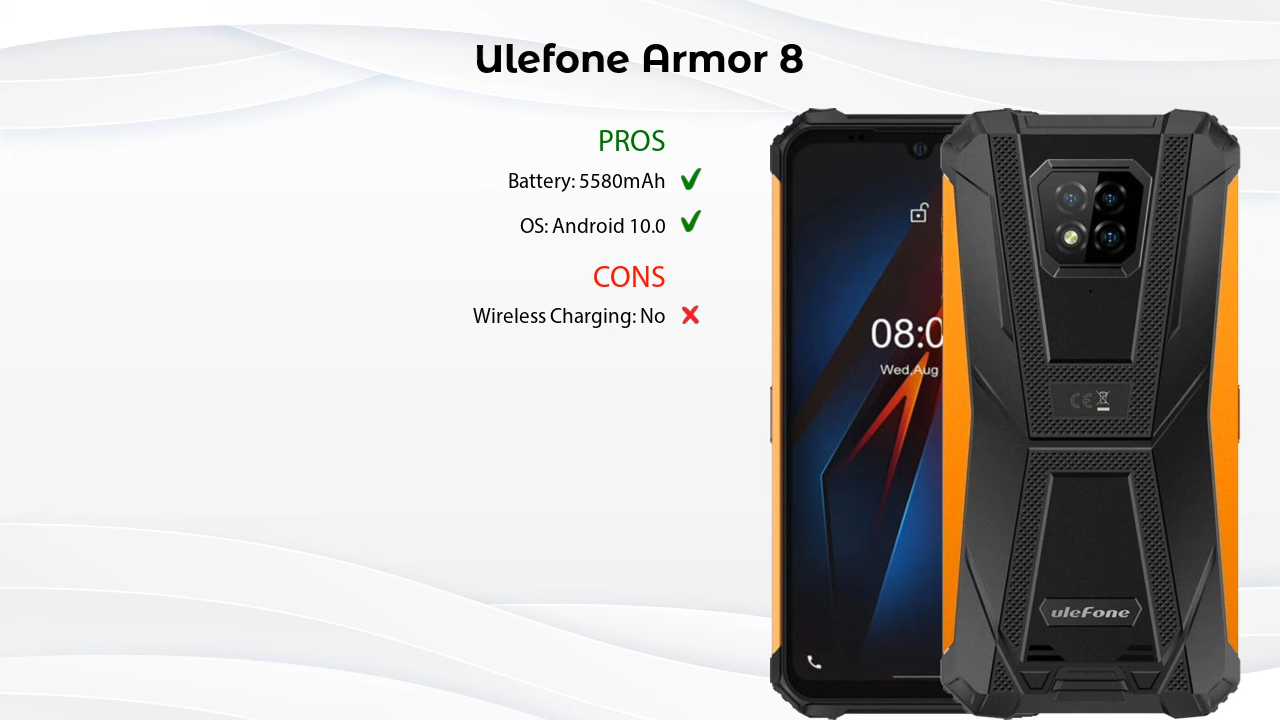 Ulefone Armor 8
PROS
Battery: 5580mAh
OS: Android 10.0
CONS
Wireless Charging: No
08:0
Wed,Aug
CE
uleFone